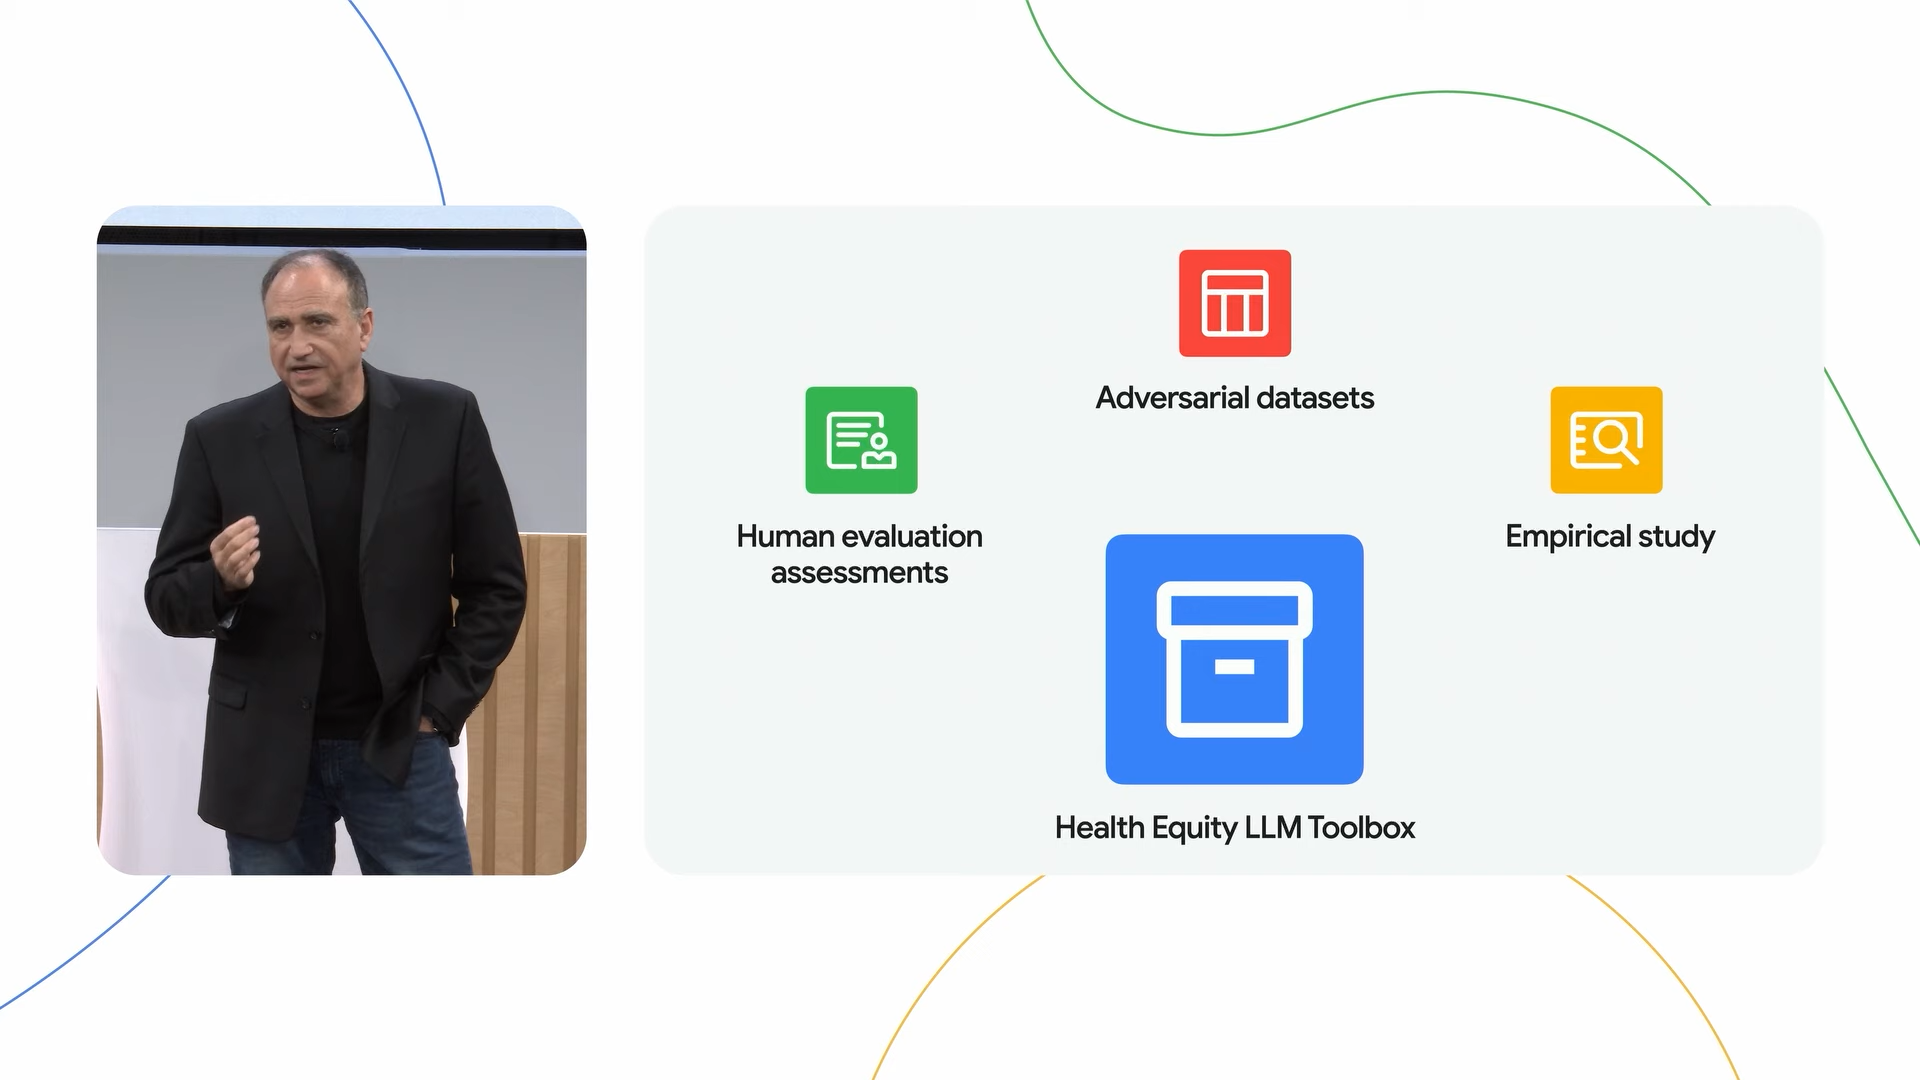 Adversarial datasets
Human evaluation
assessments
Empirical study
Health Equity LLM Toolbox